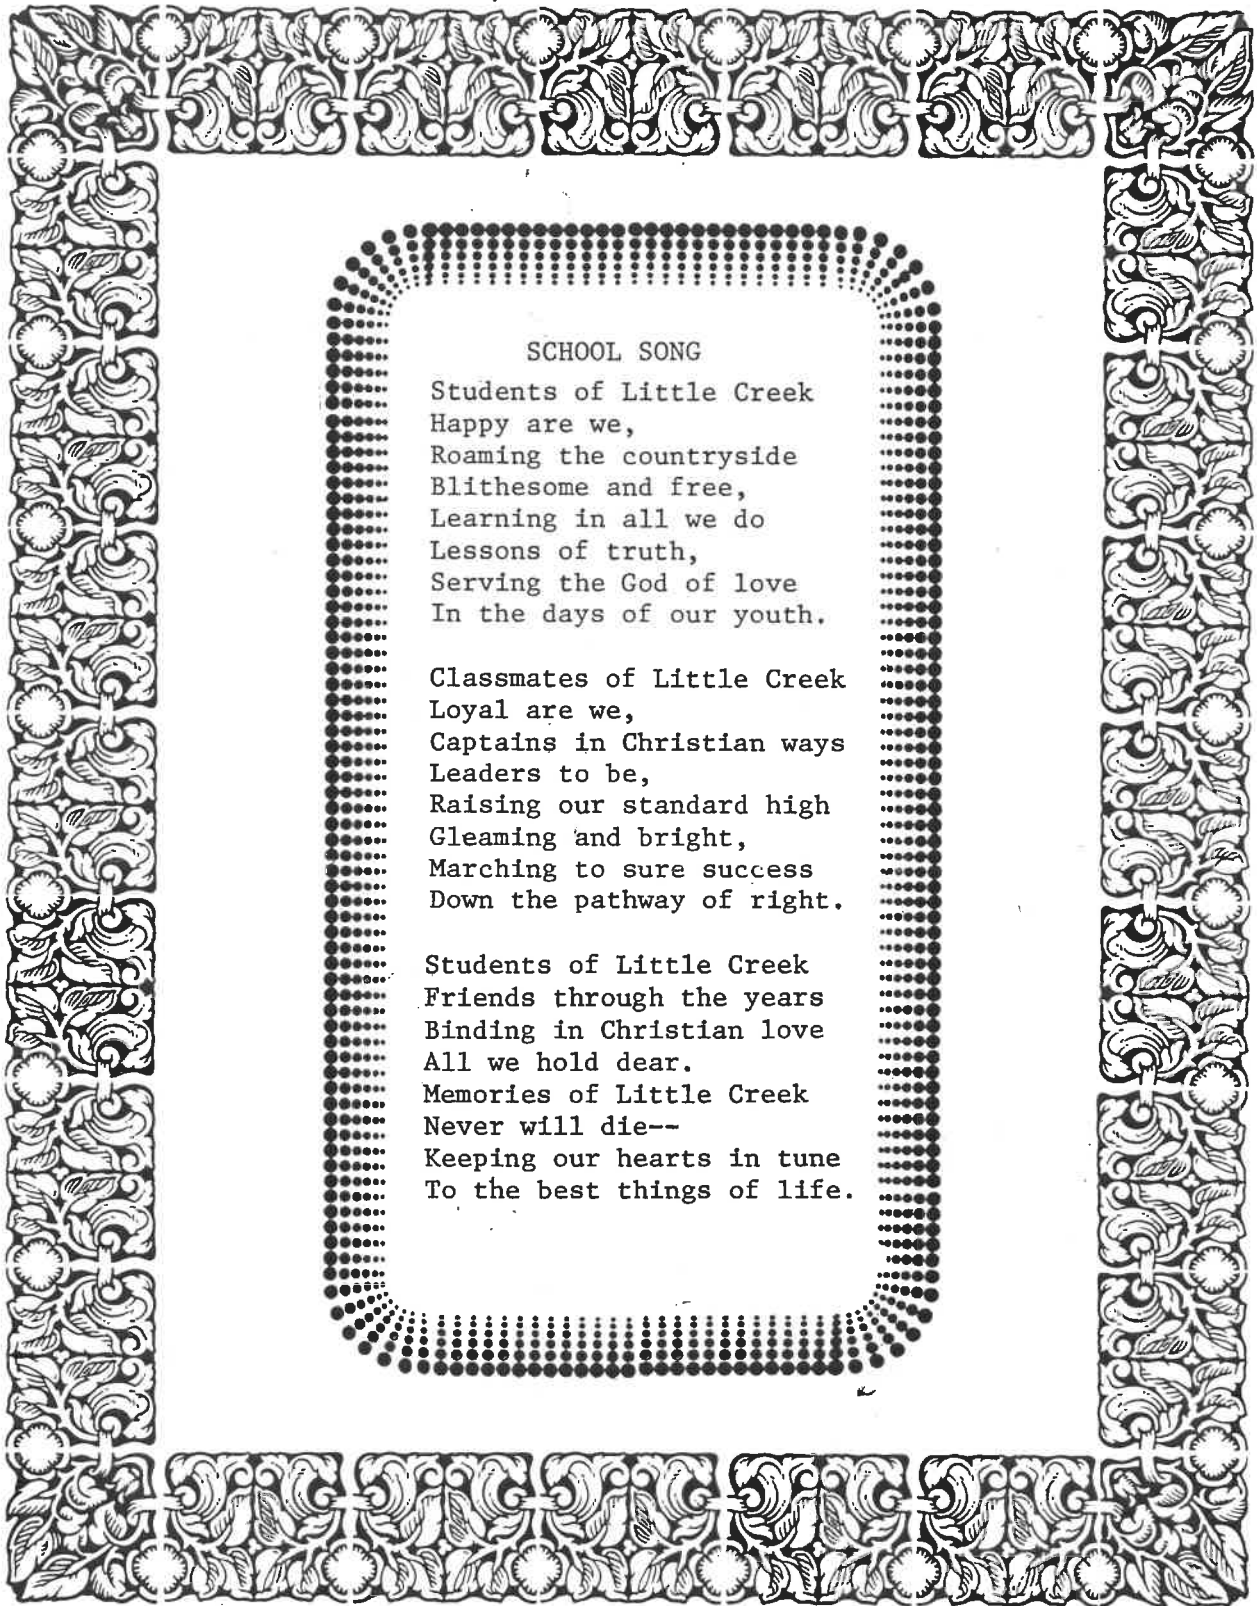 SCHOOL SONG
Students of Little Creek
Happy are we,
Roaming the countryside
Blithesome and free,
Learning in all we do
Lessons of truth,
Serving the God of love
In the days of our youth.
Classmates of Little Creek
Loyal are we,
Captains in Christian ways
Leaders to be,
Raising our standard high
Gleaming and bright,
Marching to sure success
Down the pathway of right.
Students of Little Creek
Friends through the years
Binding in Christian love
All we hold dear.
Memories of Little Creek
Never will die--
Keeping our hearts in tune
To the best things of life.